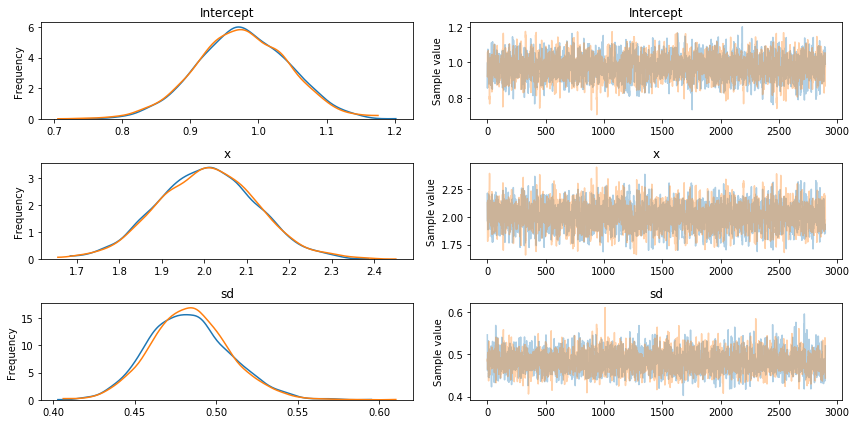 Intercept
Frequency
6
4
2
0
0.7 0.8 0.9 1.0 1.1 1.2
Intercept
Sample value
1.2
1.0
0.8
0 500 1000 1500 2000 2500 3000
x
Frequency
3
2
1
0
1.7 1.8 1.9 2.0 2.1 2.2 2.3 2.4
x
Sample value
2.25
2.00
1.75
0 500 1000 1500 2000 2500 3000
sd
Frequency
15
10
5
0
0.40 0.45 0.50 0.55 0.60
sd
Sample value
0.6
0.5
0.4
0 500 1000 1500 2000 2500 3000